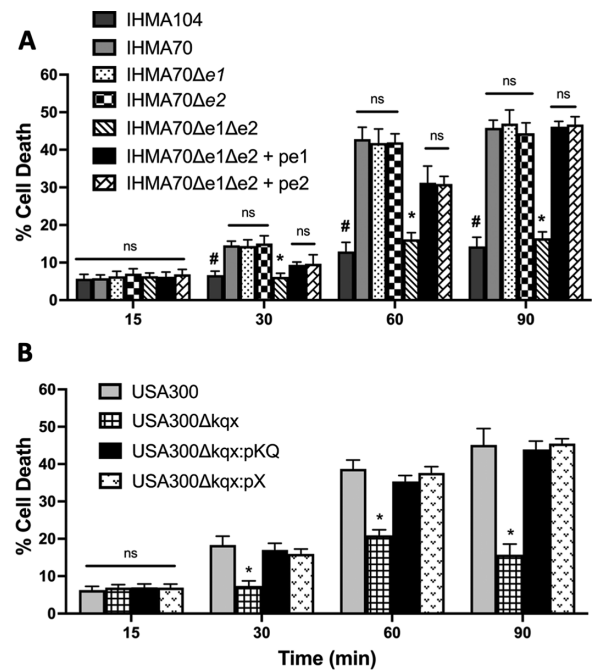 A
IHMA104
IHMA70
IHMA70Δe1
IHMA70Δe2
IHMA70Δe1Δe2
IHMA70Δe1Δe2 + pe1
IHMA70Δe1Δe2 + pe2
% Cell Death
60
50
40
30
20
10
0
ns
ns
ns
ns
ns
ns
ns
#
*
#
*
#
*
15
30
60
90
B
USA300
USA300Δkqx
USA300Δkqx:pKQ
USA300Δkqx:pX
% Cell Death
60
50
40
30
20
10
0
ns
*
*
*
15
30
60
90
Time (min)